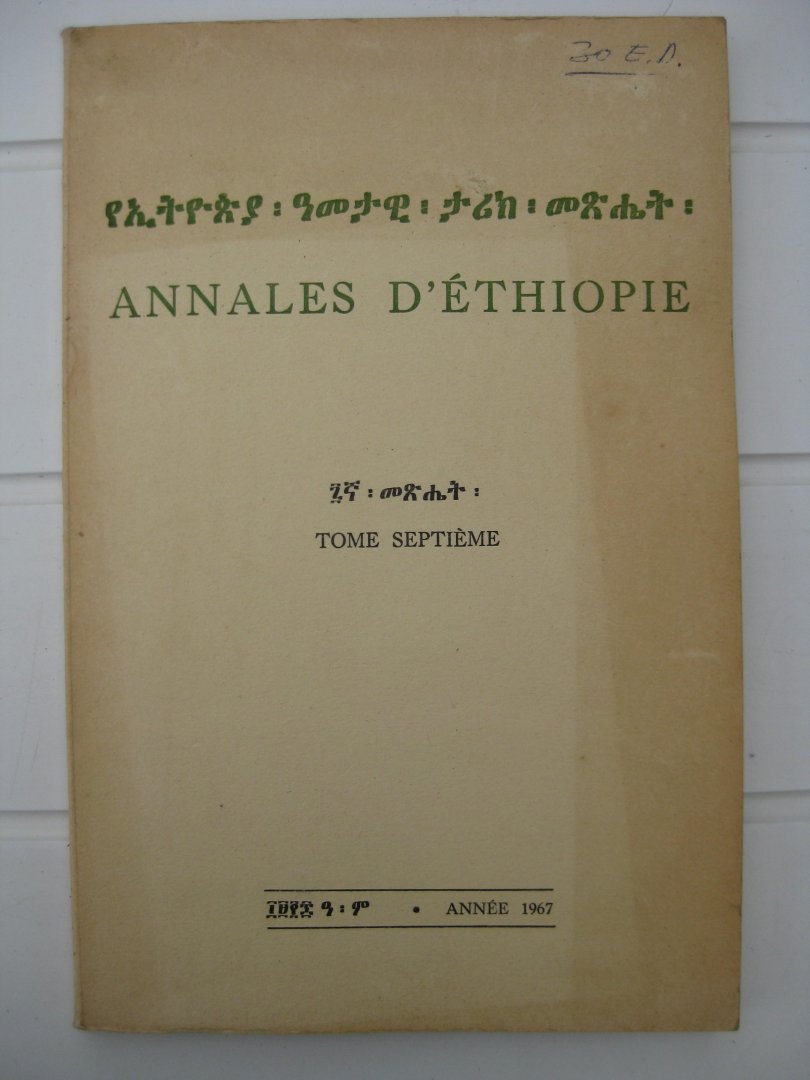 30 E.D.
የኢትዮጵያ ፡ ዓመታዊ ፡ ታሪክ ፡ መጽሔት ፡
ANNALES D'ÉTHIOPIE
፯ኛ ፡ መጽሔት ፡
TOME SEPTIÈME
፲፱፻፷ ዓ ፡ ም • ANNÉE 1967